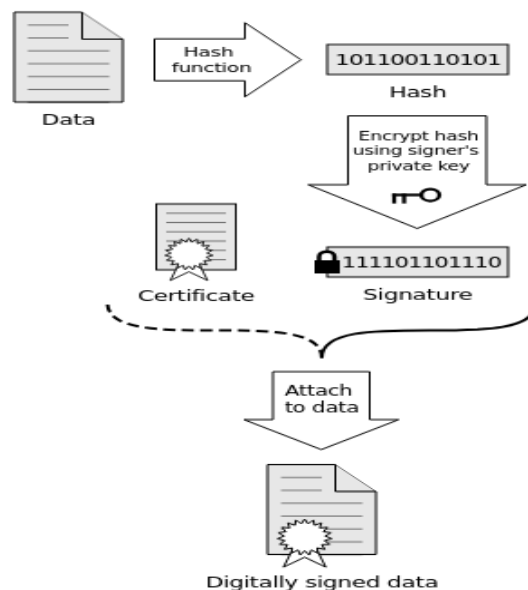 Hash
function
101100110101
Data
Hash
Encrypt hash
using signer's
private key
111101101110
Certificate
Signature
Attach
to data
Digitally signed data